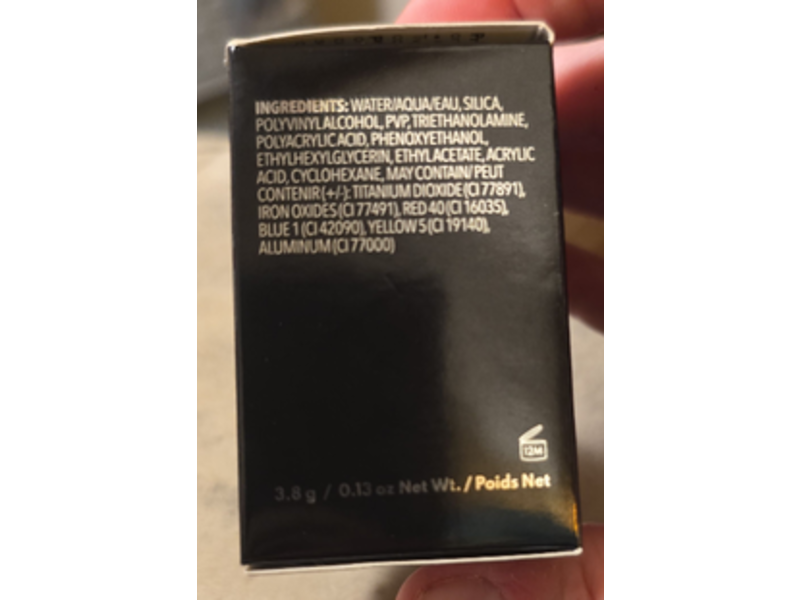 INGREDIENTS: WATER/AQUA/EAU, SILICA,
POLYVINYL ALCOHOL, PVP, TRIETHANOLAMINE,
POLYACRYLIC ACID, PHENOXYETHANOL,
ETHYLHEXYLGLYCERIN, ETHYL ACETATE, ACRYLIC
ACID, CYCLOHEXANE, MAY CONTAIN/PEUT
CONTENIR (+/-): TITANIUM DIOXIDE (CI 77891),
IRON OXIDES (CI 77491), RED 40 (CI 16035),
BLUE 1 (CI 42090), YELLOW 5 (CI 19140),
ALUMINUM (CI 77000)
12M
3.8 g / 0.13 oz Net Wt. / Poids Net